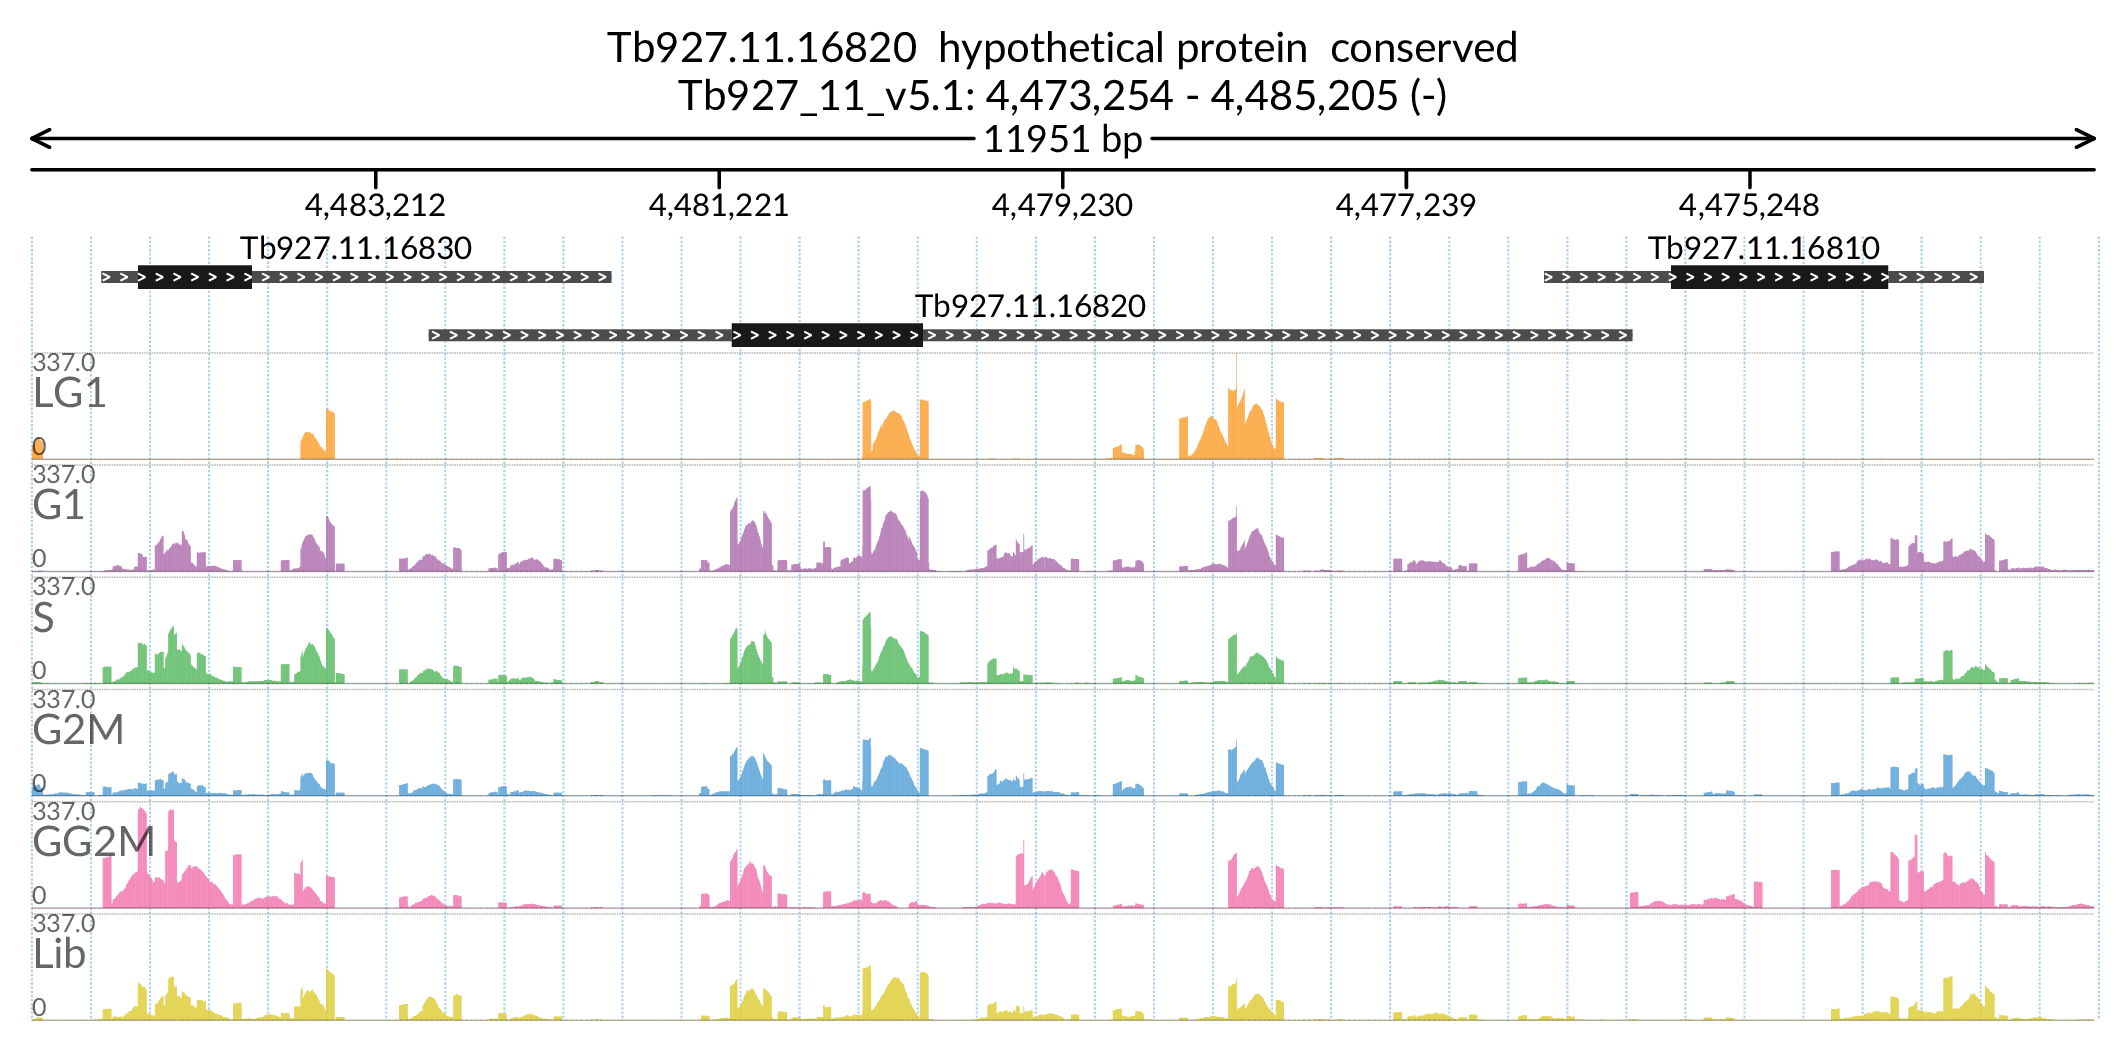 Tb927.11.16820 hypothetical protein conserved
Tb927_11_v5.1: 4,473,254 - 4,485,205 (-)
11951 bp
4,483,212 4,481,221 4,479,230 4,477,239 4,475,248
Tb927.11.16830 Tb927.11.16810
Tb927.11.16820
337.0
LG1
0
337.0
G1
0
337.0
S
0
337.0
G2M
0
337.0
GG2M
0
337.0
Lib
0